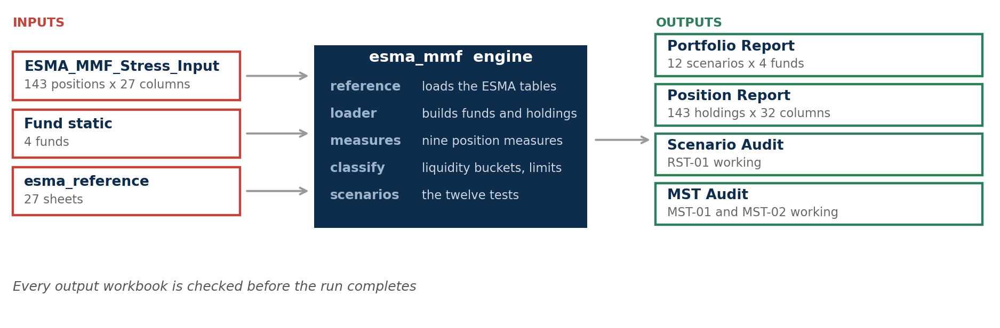 INPUTS
ESMA_MMF_Stress_Input
143 positions x 27 columns
Fund static
4 funds
esma_reference
27 sheets
esma_mmf engine
reference loads the ESMA tables
loader builds funds and holdings
measures nine position measures
classify liquidity buckets, limits
scenarios the twelve tests
OUTPUTS
Portfolio Report
12 scenarios x 4 funds
Position Report
143 holdings x 32 columns
Scenario Audit
RST-01 working
MST Audit
MST-01 and MST-02 working
Every output workbook is checked before the run completes